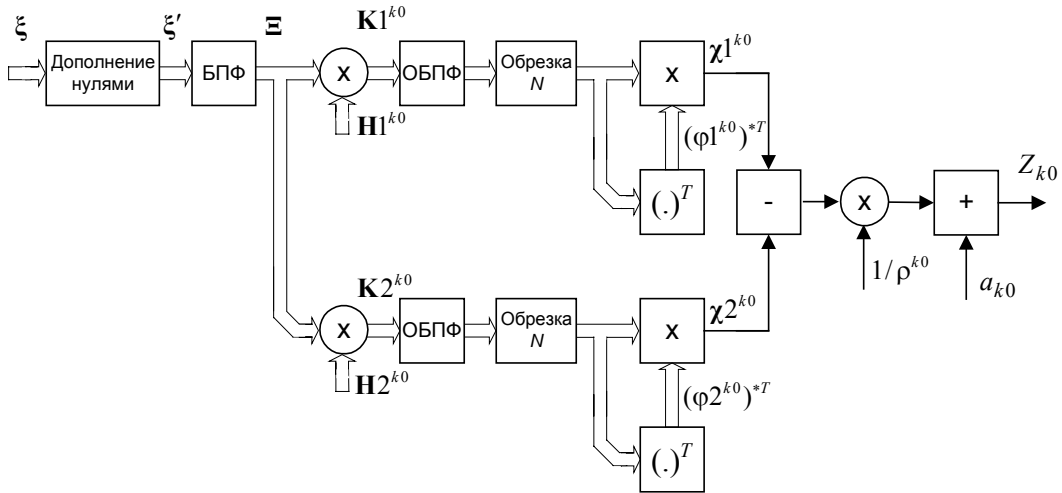 ξ
ξ′
Ξ
Дополнение
нулями
БПФ
x
K1^{k0}
H1^{k0}
ОБПФ
Обрезка
N
x
χ1^{k0}
(φ1^{k0})^{*T}
(.)^T
x
K2^{k0}
H2^{k0}
ОБПФ
Обрезка
N
x
χ2^{k0}
(φ2^{k0})^{*T}
(.)^T
-
x
1/ρ^{k0}
+
a_{k0}
Z_{k0}